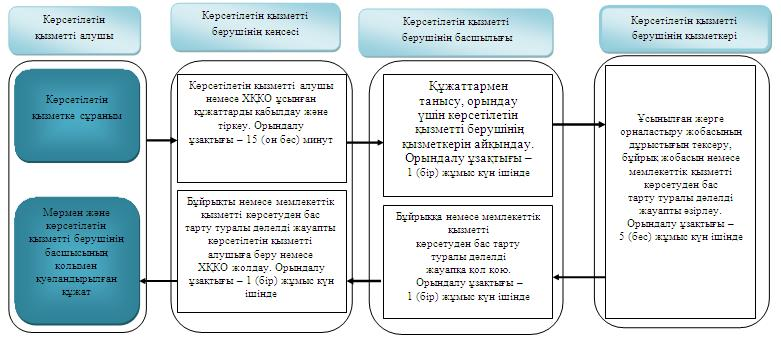 Көрсетілетін
қызметті алушы
Көрсетілетін қызметті
берушінің кеңсесі
Көрсетілетін қызметті
берушінің басшылығы
Көрсетілетін қызметті
берушінің қызметкері
Көрсетілетін
қызметке сұраным
Көрсетілетін қызметті алушы
немесе ХҚКО ұсынған
құжаттарды қабылдау және
тіркеу. Орындалу
ұзақтығы – 15 (он бес) минут
Құжаттармен
танысу, орындау
үшін көрсетілетін
қызметті берушінің
қызметкерін айқындау.
Орындалу ұзақтығы –
1 (бір) жұмыс күн ішінде
Ұсынылған жерге
орналастыру жобасының
дұрыстығын тексеру,
бұйрық жобасын немесе
мемлекеттік қызметті
көрсетуден бас
тарту туралы дәлелді
жауапты әзірлеу.
Орындалу ұзақтығы –
5 (бес) жұмыс күн ішінде
Бұйрыққа немесе мемлекеттік
қызметті
көрсетуден бас тарту
туралы дәлелді
жауапқа қол қою.
Орындалу ұзақтығы –
1 (бір) жұмыс күн ішінде
Бұйрықты немесе мемлекеттік
қызметті көрсетуден бас
тарту туралы дәлелді жауапты
көрсетілетін қызметті
алушыға беру немесе
ХҚКО жолдау. Орындалу
ұзақтығы – 1 (бір) жұмыс күн
ішінде
Мөрмен және
көрсетілетін
қызметті берушінің
басшысының
қолымен
куәландырылған
құжат